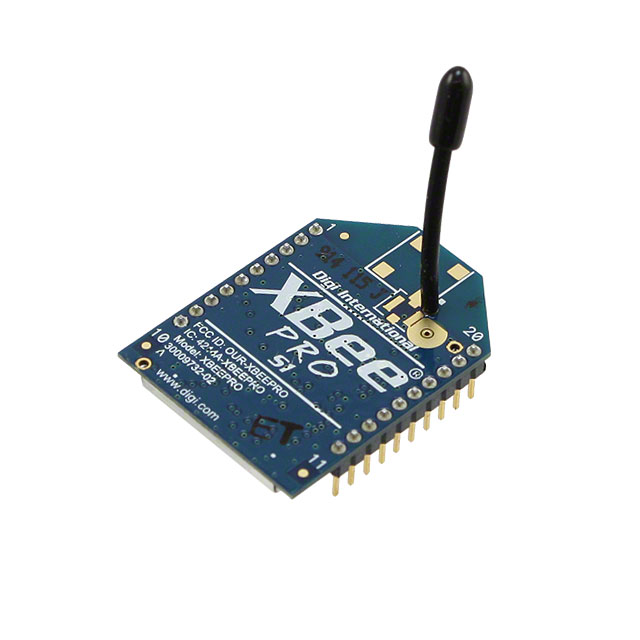 1
Digi International
XBee®
PRO
S1
20
10
FCC ID: OUR-XBEEPRO
IC: 4214A-XBEEPRO
Model: XBEEPRO
30009732-02
www.digi.com
ET
11